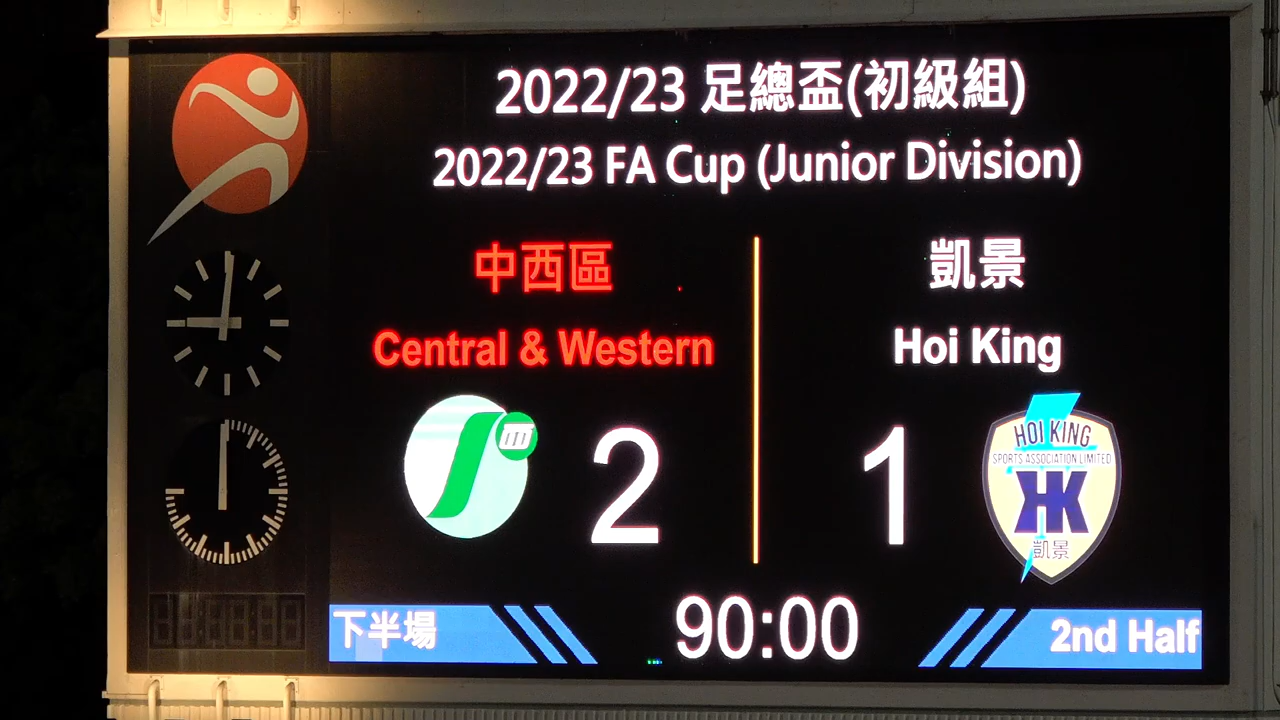 2022/23 足總盃(初級組)
2022/23 FA Cup (Junior Division)
中西區
Central & Western
2
凱景
Hoi King
1
HOI KING
SPORTS ASSOCIATION LIMITED
HK
凱景
下半場
90:00
2nd Half